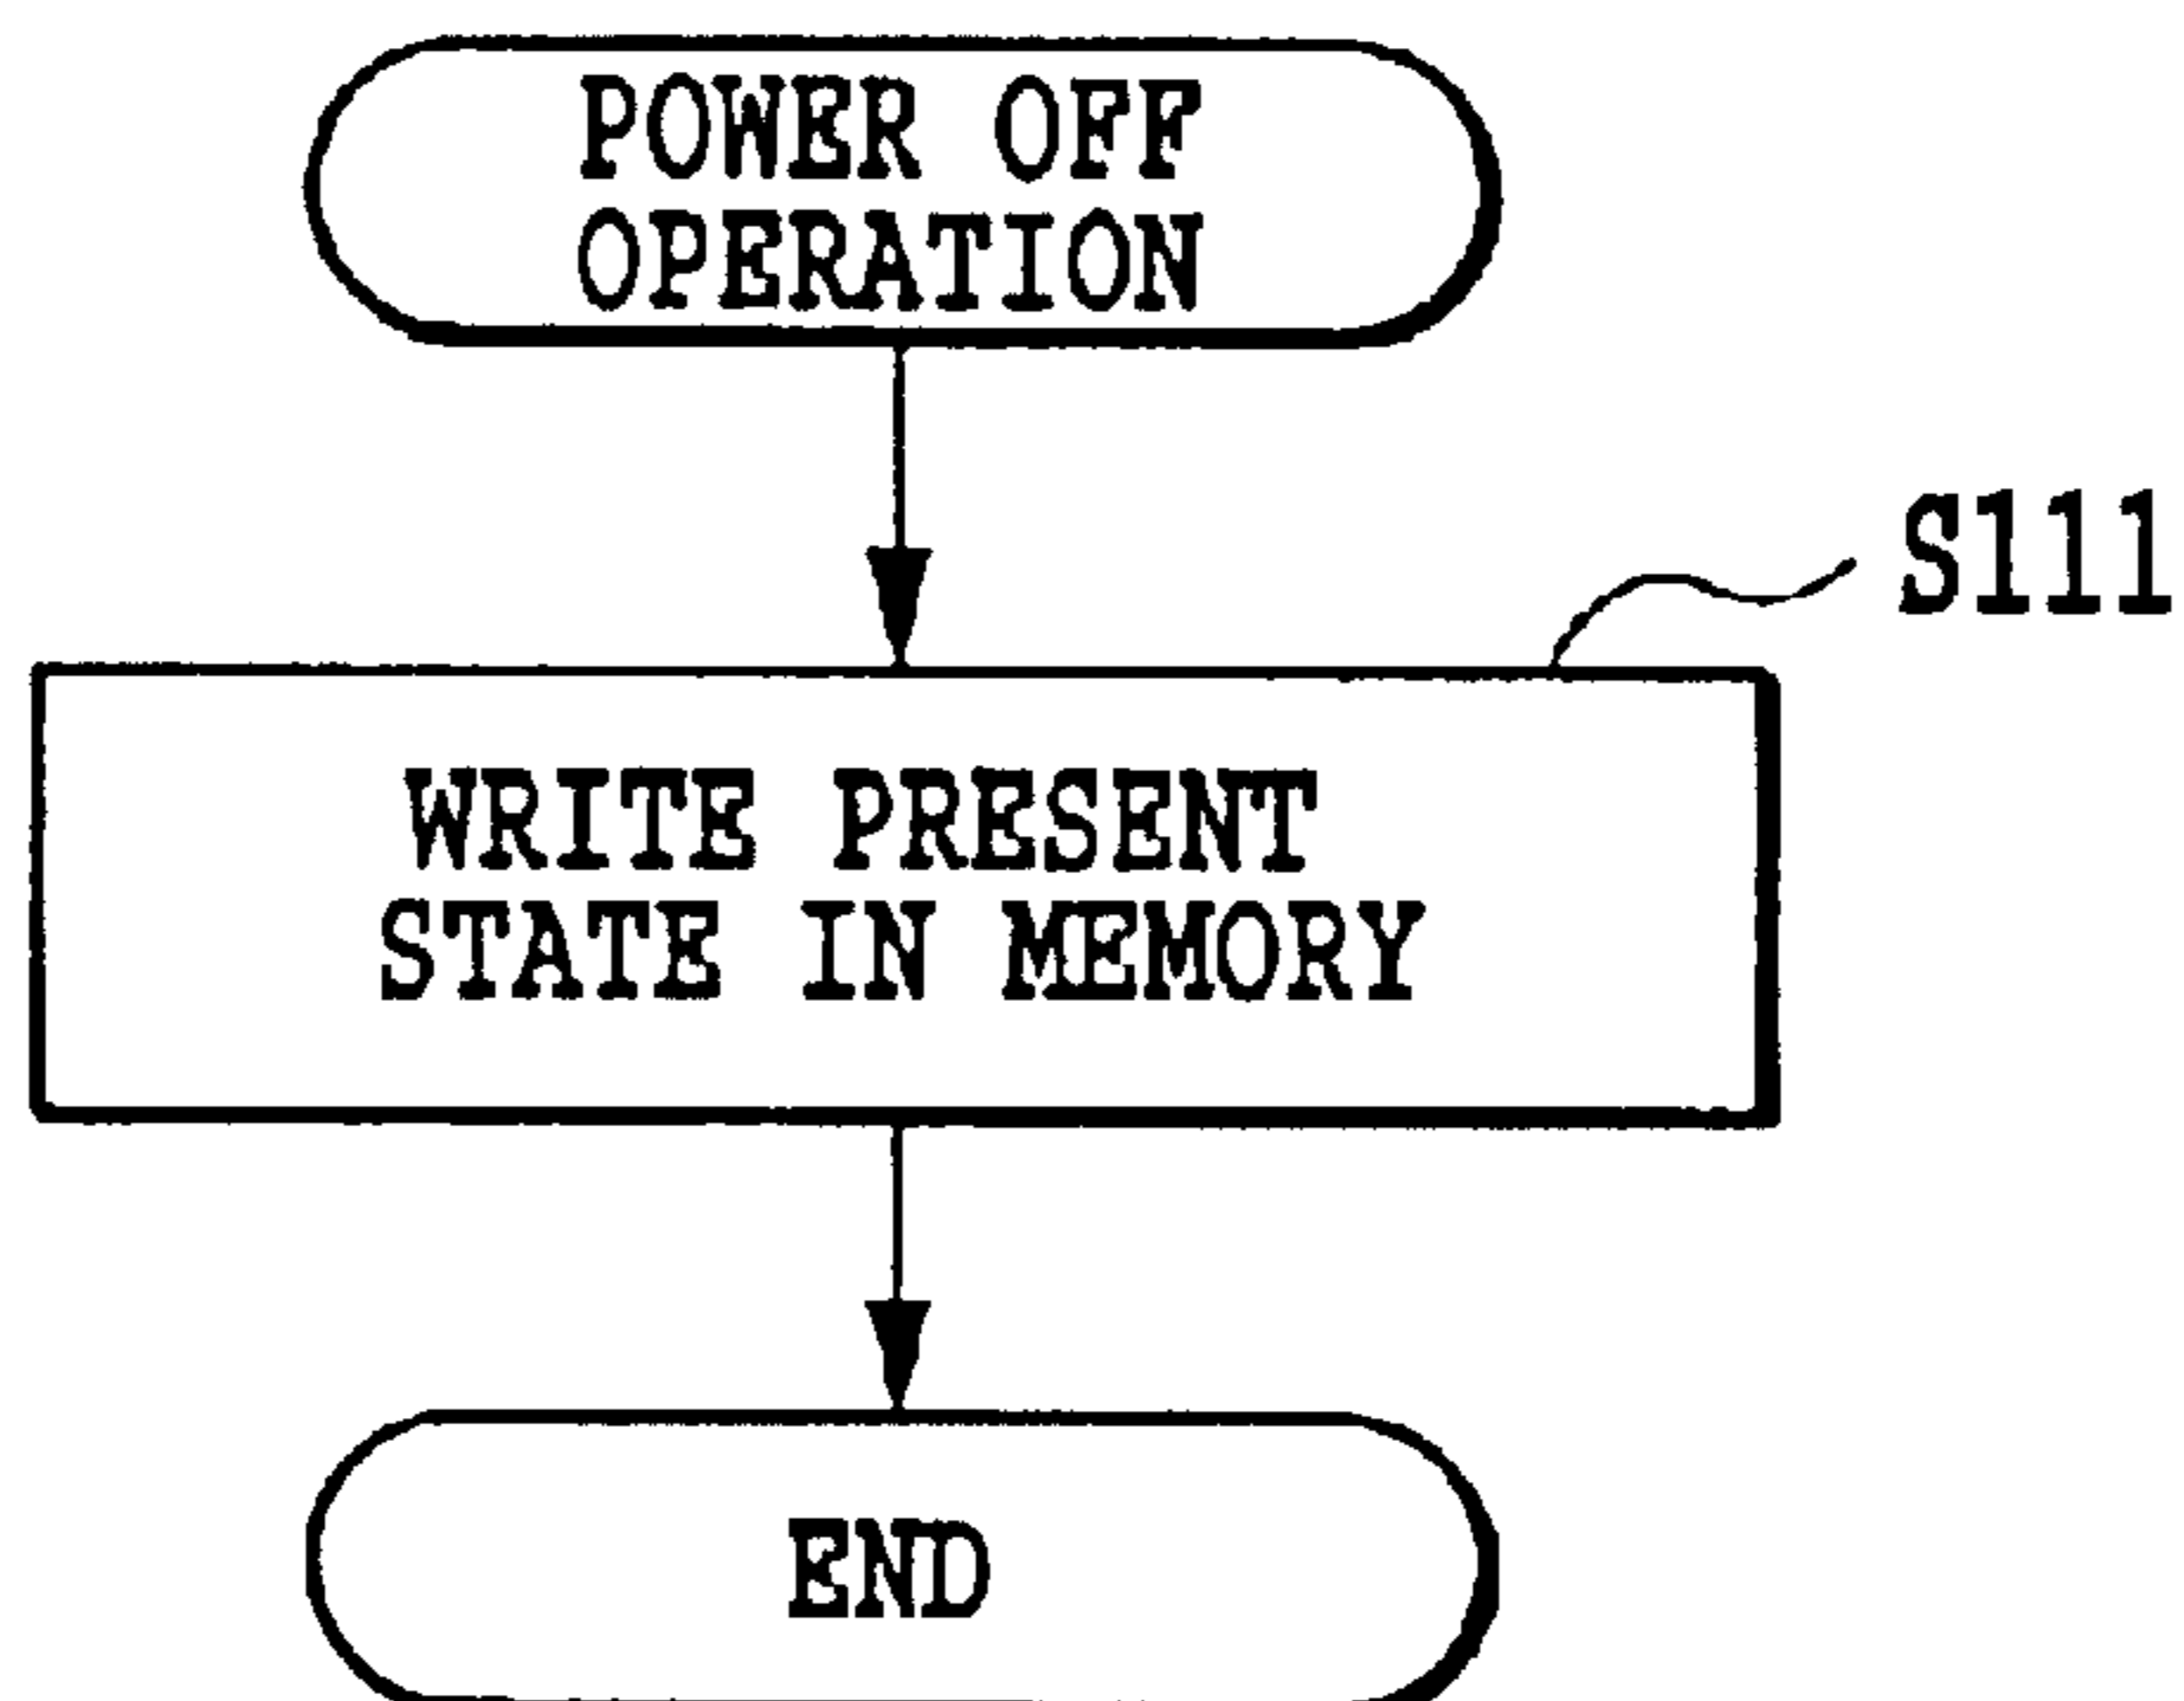 POWER OFF
OPERATION
S111
WRITE PRESENT
STATE IN MEMORY
END